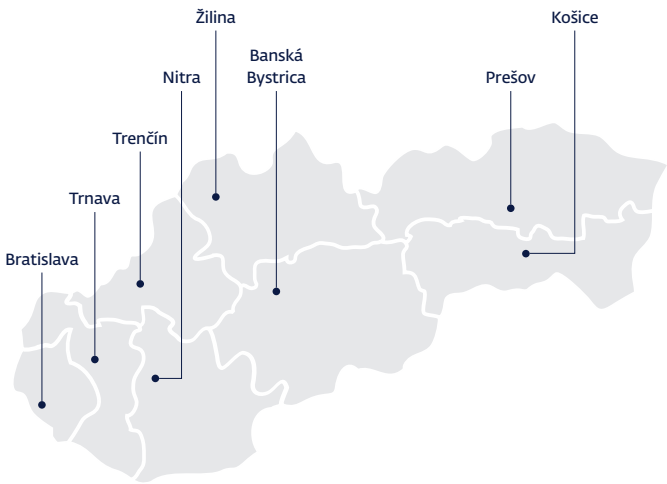 Žilina
Košice
Banská
Bystrica
Nitra
Prešov
Trenčín
Trnava
Bratislava